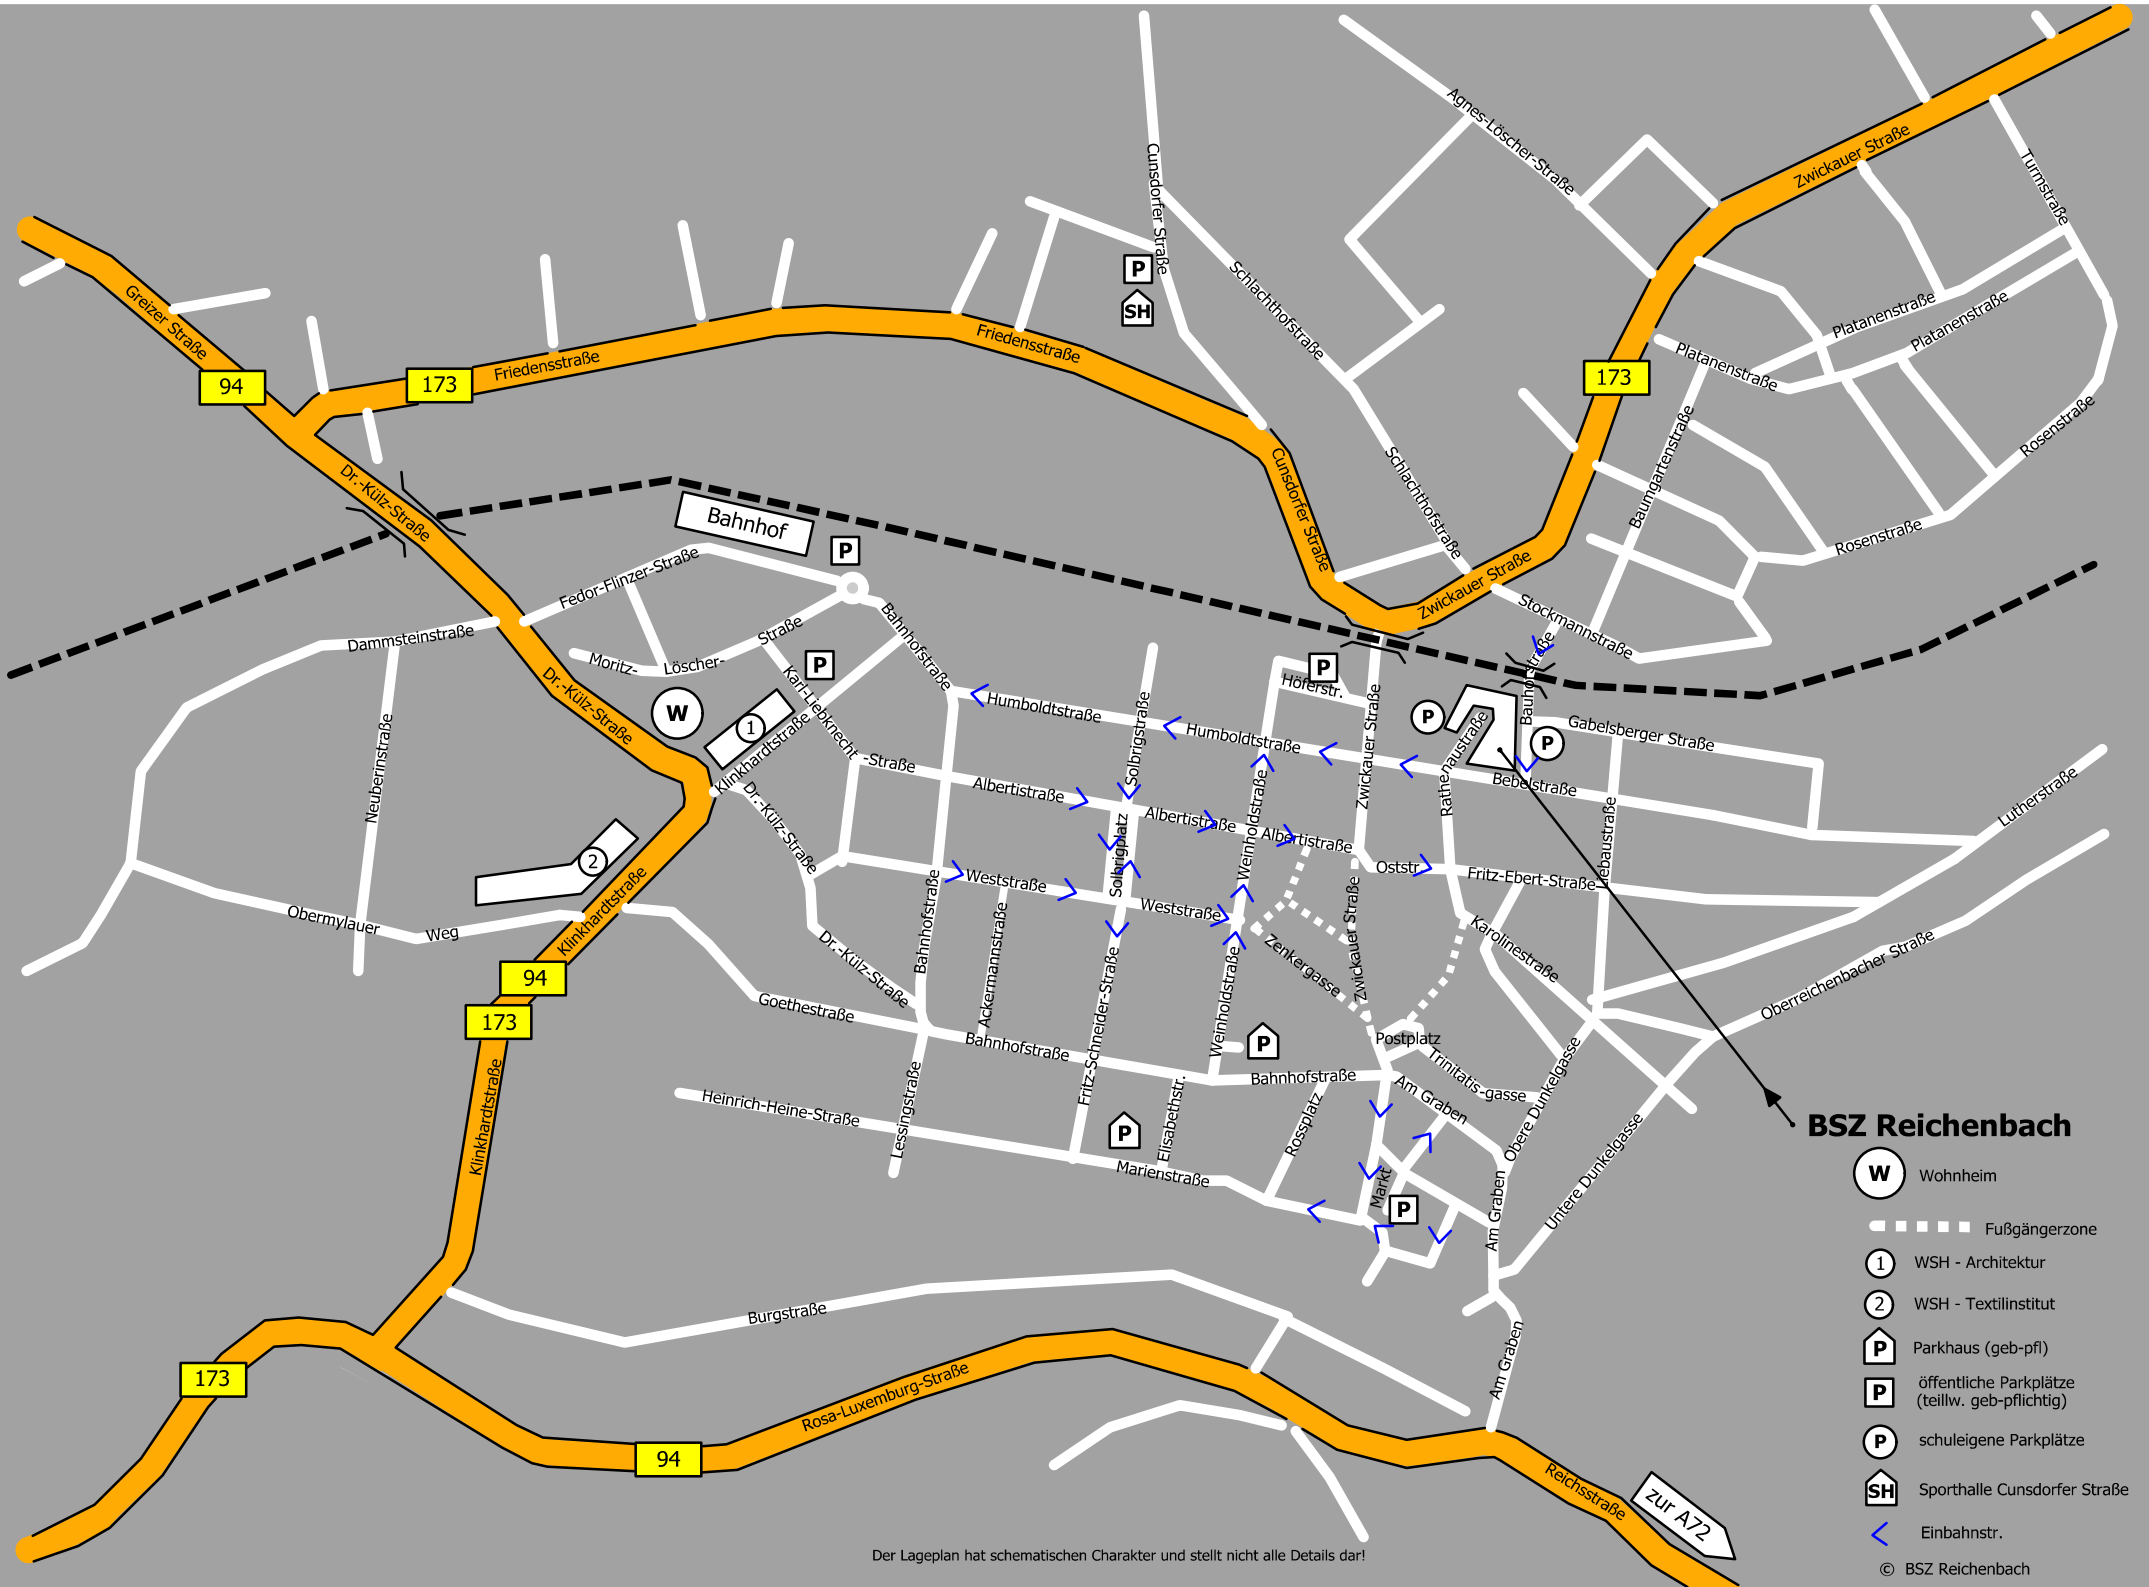 Agnes-Löscher-Straße
Zwickauer Straße
Turmstraße
Cunsdorfer Straße
Greizer Straße
94
Friedensstraße
173
Friedensstraße
P
SH
Schlachthofstraße
Platanenstraße
Platanenstraße
Platanenstraße
173
Rosenstraße
Baumgartenstraße
Dr.-Külz-Straße
Bahnhof
P
Cunsdorfer Straße
Schlachthofstraße
Rosenstraße
Zwickauer Straße
Stockmannstraße
Fedor-Flinzer-Straße
Dammsteinstraße
Moritz-
Löscher-
Straße
Bahnhofstraße
P
W
1
Karl-Liebknecht
-Straße
Klinkhardtstraße
Dr.-Külz-Straße
Neuberinstraße
Humboldtstraße
Humboldtstraße
Solbrigstraße
Höferstr.
P
Zwickauer Straße
P
Rathenaustraße
Bauhofstraße
P
Gabelsberger Straße
Bebelstraße
Lutherstraße
Albertistraße
Albertistraße
Albertistraße
Solbrigplatz
Weinholdstraße
Dr.-Külz-Straße
2
Weststraße
Weststraße
Oststr.
Fritz-Ebert-Straße
Obermylauer
Weg
Klinkhardtstraße
94
173
Dr.-Külz-Straße
Bahnhofstraße
Ackermannstraße
Fritz-Schneider-Straße
Weinholdstraße
Zenkergasse
Zwickauer Straße
Karolinestraße
Oberreichenbacher Straße
Goethestraße
Bahnhofstraße
P
Postplatz
Trinitatis-gasse
Bahnhofstraße
Am Graben
Obere Dunkelgasse
Untere Dunkelgasse
Klinkhardtstraße
Heinrich-Heine-Straße
Lessingstraße
P
Elisabethstr.
Rossplatz
Marienstraße
Markt
P
Am Graben
Burgstraße
Am Graben
173
94
Rosa-Luxemburg-Straße
Reichsstraße
zur A72
BSZ Reichenbach
W Wohnheim
Fußgängerzone
1 WSH - Architektur
2 WSH - Textilinstitut
P Parkhaus (geb-pfl)
P öffentliche Parkplätze
(teillw. geb-pflichtig)
P schuleigene Parkplätze
SH Sporthalle Cunsdorfer Straße
Einbahnstr.
© BSZ Reichenbach
Der Lageplan hat schematischen Charakter und stellt nicht alle Details dar!